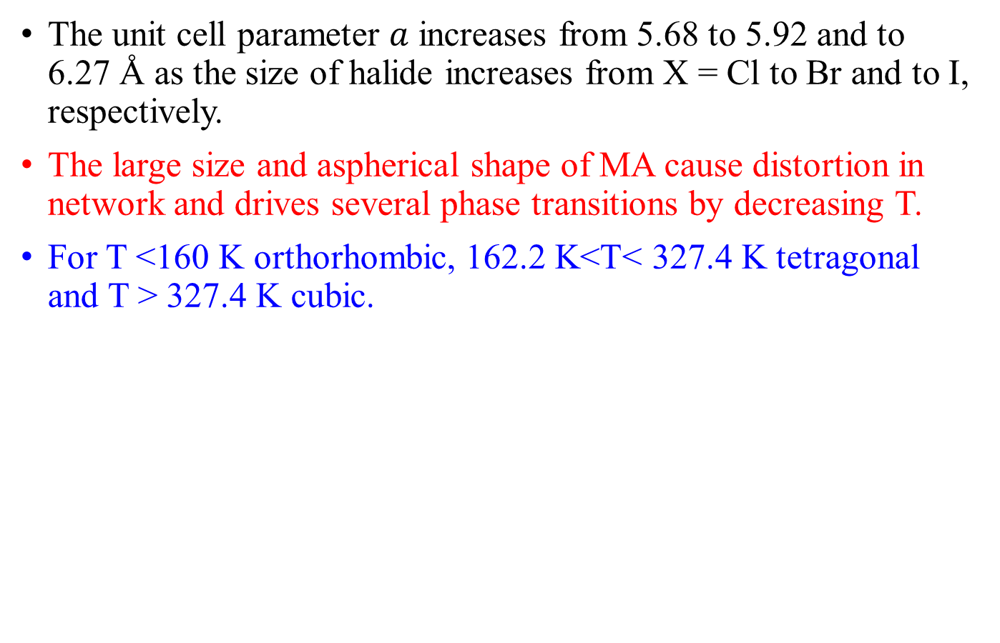 • The unit cell parameter a increases from 5.68 to 5.92 and to
6.27 Å as the size of halide increases from X = Cl to Br and to I,
respectively.
• The large size and aspherical shape of MA cause distortion in
network and drives several phase transitions by decreasing T.
• For T <160 K orthorhombic, 162.2 K<T< 327.4 K tetragonal
and T > 327.4 K cubic.